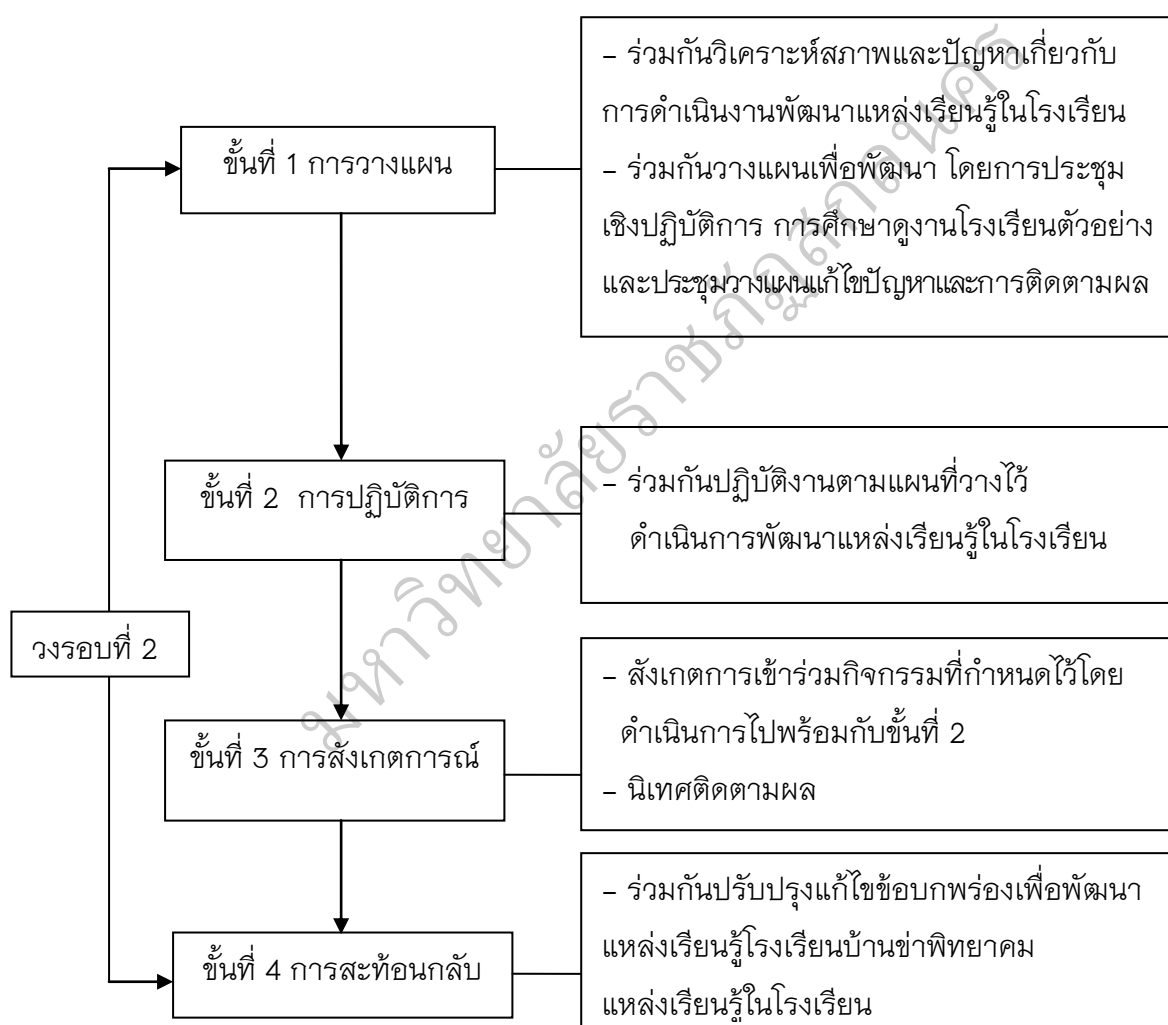 - ร่วมกันวิเคราะห์สภาพและปัญหาเกี่ยวกับ
การดำเนินงานพัฒนาแหล่งเรียนรู้ในโรงเรียน
- ร่วมกันวางแผนเพื่อพัฒนา โดยการประชุม
เชิงปฏิบัติการ การศึกษาดูงานโรงเรียนตัวอย่าง
และประชุมวางแผนแก้ไขปัญหาและการติดตามผล
ขั้นที่ 1 การวางแผน
ขั้นที่ 2 การปฏิบัติการ
- ร่วมกันปฏิบัติงานตามแผนที่วางไว้
ดำเนินการพัฒนาแหล่งเรียนรู้ในโรงเรียน
วงรอบที่ 2
ขั้นที่ 3 การสังเกตการณ์
- สังเกตการเข้าร่วมกิจกรรมที่กำหนดไว้โดย
ดำเนินการไปพร้อมกับขั้นที่ 2
- นิเทศติดตามผล
ขั้นที่ 4 การสะท้อนกลับ
- ร่วมกันปรับปรุงแก้ไขข้อบกพร่องเพื่อพัฒนา
แหล่งเรียนรู้โรงเรียนบ้านข่าพิทยาคม
แหล่งเรียนรู้ในโรงเรียน
มหาวิทยาลัยราชภัฏสกลนคร